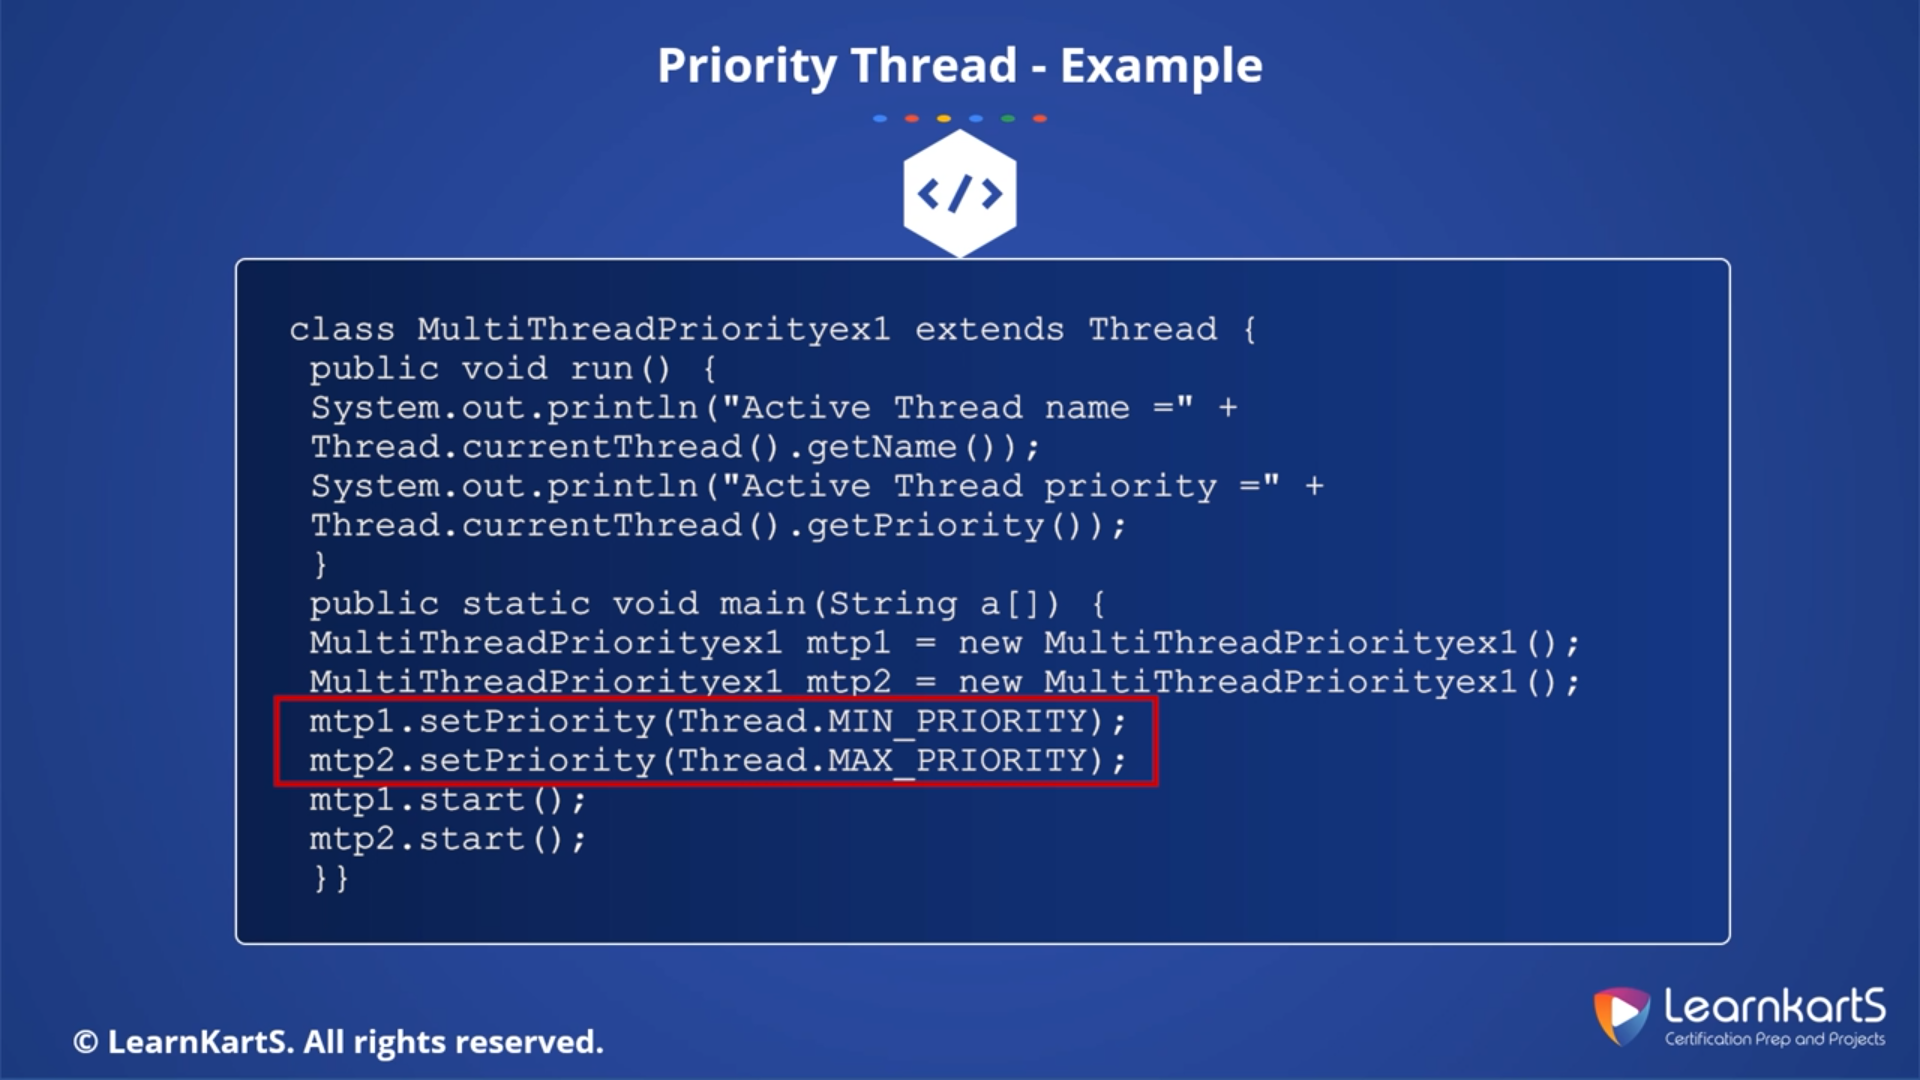 Priority Thread - Example
</>
class MultiThreadPriorityex1 extends Thread {
public void run() {
System.out.println("Active Thread name =" +
Thread.currentThread().getName());
System.out.println("Active Thread priority =" +
Thread.currentThread().getPriority());
}
public static void main(String a[]) {
MultiThreadPriorityex1 mtp1 = new MultiThreadPriorityex1();
MultiThreadPriorityex1 mtp2 = new MultiThreadPriorityex1();
mtp1.setPriority(Thread.MIN_PRIORITY);
mtp2.setPriority(Thread.MAX_PRIORITY);
mtp1.start();
mtp2.start();
}}
© LearnKartS. All rights reserved.
LearnkartS
Certification Prep and Projects